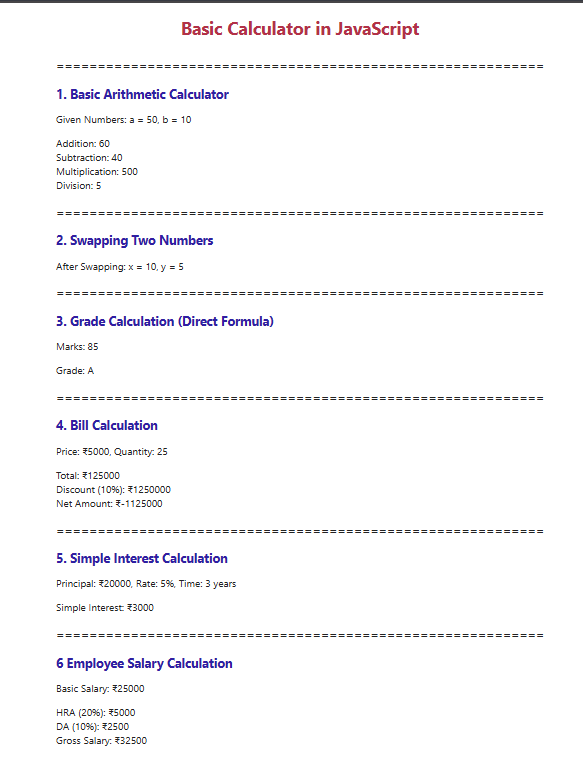 Basic Calculator in JavaScript
===========================================================
1. Basic Arithmetic Calculator
Given Numbers: a = 50, b = 10
Addition: 60
Subtraction: 40
Multiplication: 500
Division: 5
===========================================================
2. Swapping Two Numbers
After Swapping: x = 10, y = 5
===========================================================
3. Grade Calculation (Direct Formula)
Marks: 85
Grade: A
===========================================================
4. Bill Calculation
Price: ₹5000, Quantity: 25
Total: ₹125000
Discount (10%): ₹1250000
Net Amount: ₹-1125000
===========================================================
5. Simple Interest Calculation
Principal: ₹20000, Rate: 5%, Time: 3 years
Simple Interest: ₹3000
===========================================================
6 Employee Salary Calculation
Basic Salary: ₹25000
HRA (20%): ₹5000
DA (10%): ₹2500
Gross Salary: ₹32500